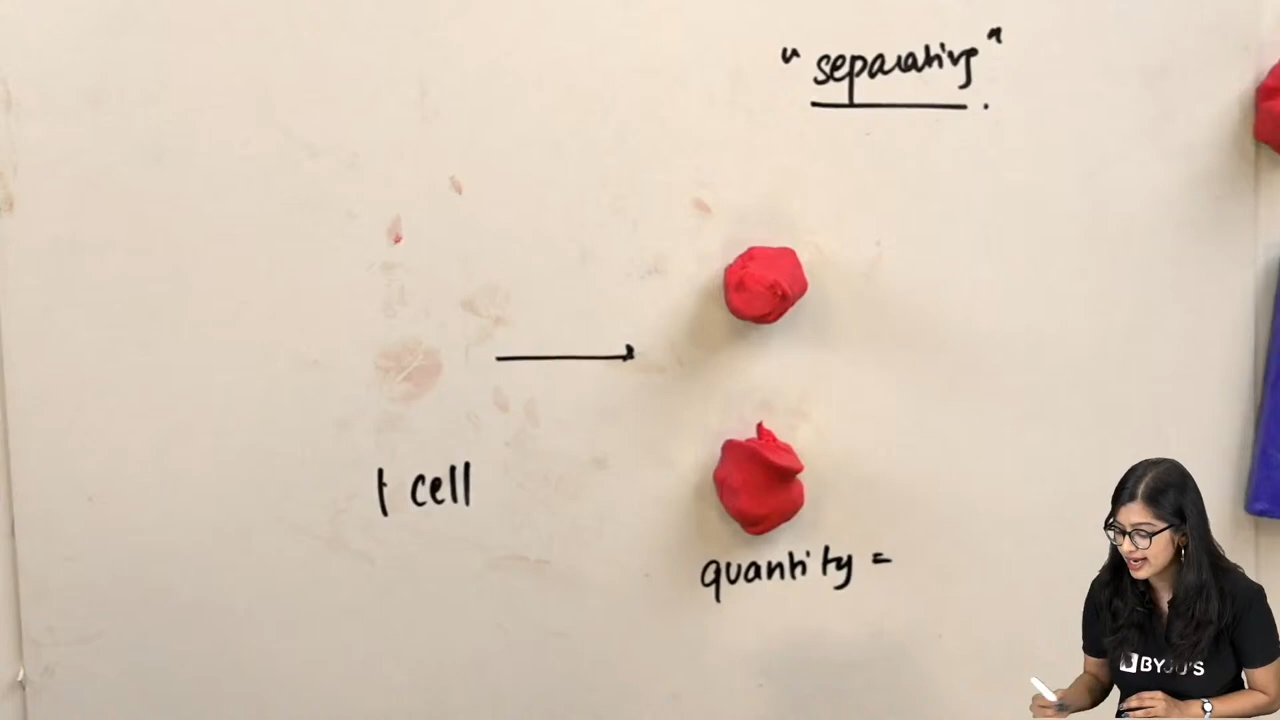 "separating".
1 cell
quantity =
BYJU'S